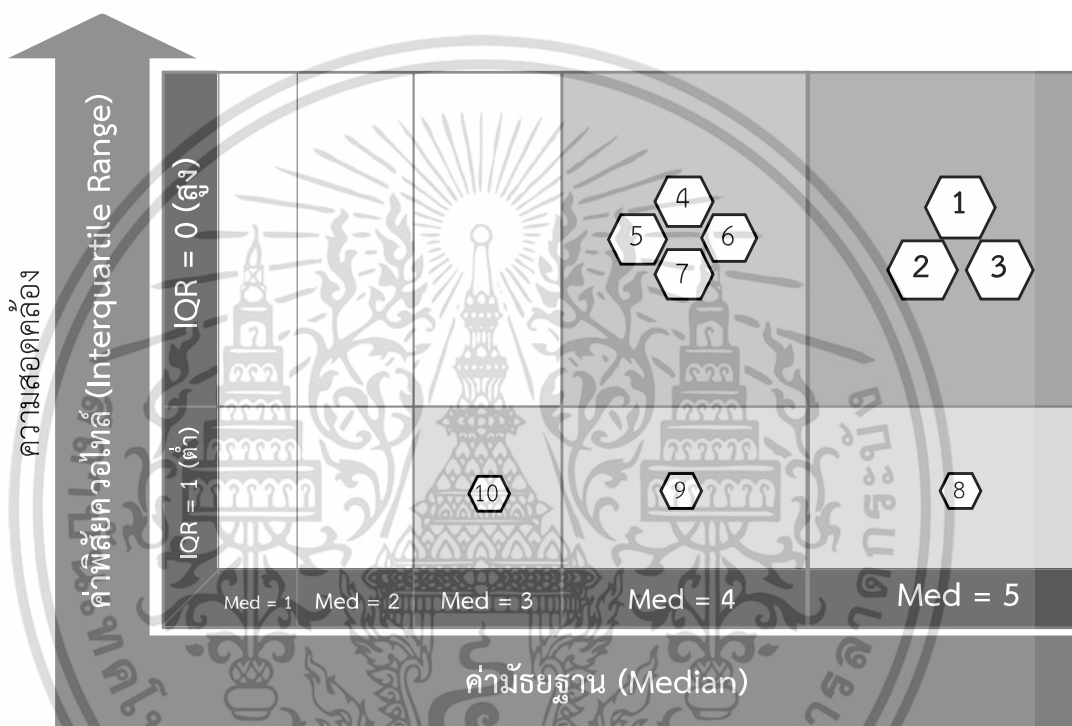 ความสอดคล้อง
ค่าพิสัยควอไทล์ (Interquartile Range)
IQR = 0 (สูง)
4
5
6
7
1
2
3
IQR = 1 (ต่ำ)
10
9
8
Med = 1
Med = 2
Med = 3
Med = 4
Med = 5
ค่ามัธยฐาน (Median)